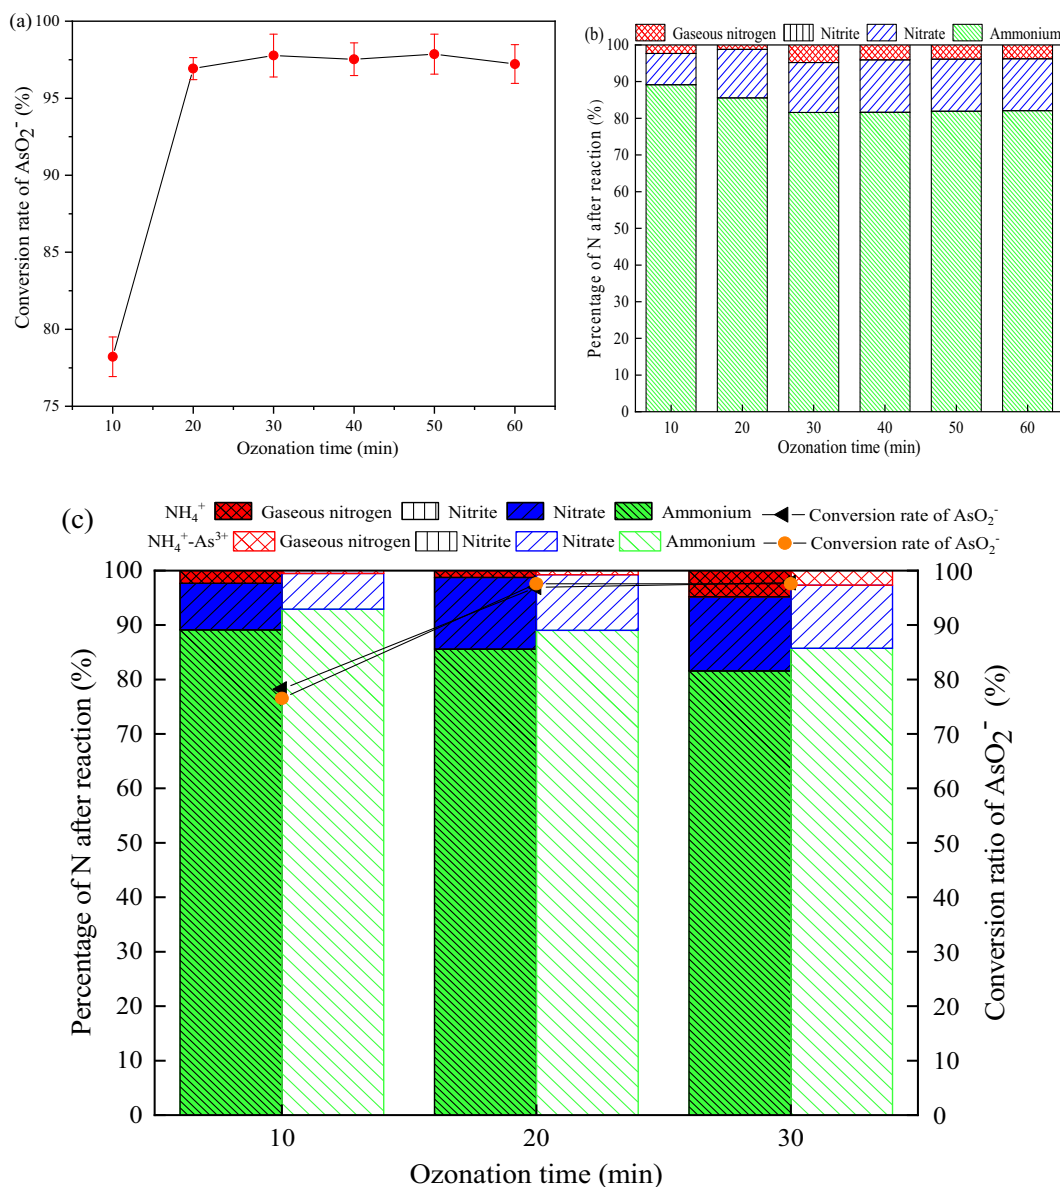 (a)
100
95
90
85
80
75
Conversion rate of AsO₂⁻ (%)
10 20 30 40 50 60
Ozonation time (min)
(b)
Gaseous nitrogen Nitrite Nitrate Ammonium
100
90
80
70
60
50
40
30
20
10
0
Percentage of N after reaction (%)
10 20 30 40 50 60
Ozonation time (min)
(c)
NH₄⁺ Gaseous nitrogen Nitrite Nitrate Ammonium Conversion rate of AsO₂⁻
NH₄⁺-As³⁺ Gaseous nitrogen Nitrite Nitrate Ammonium Conversion rate of AsO₂⁻
100 100
90 90
80 80
70 70
60 60
50 50
40 40
30 30
20 20
10 10
0 0
Percentage of N after reaction (%)
Conversion ratio of AsO₂⁻ (%)
10 20 30
Ozonation time (min)